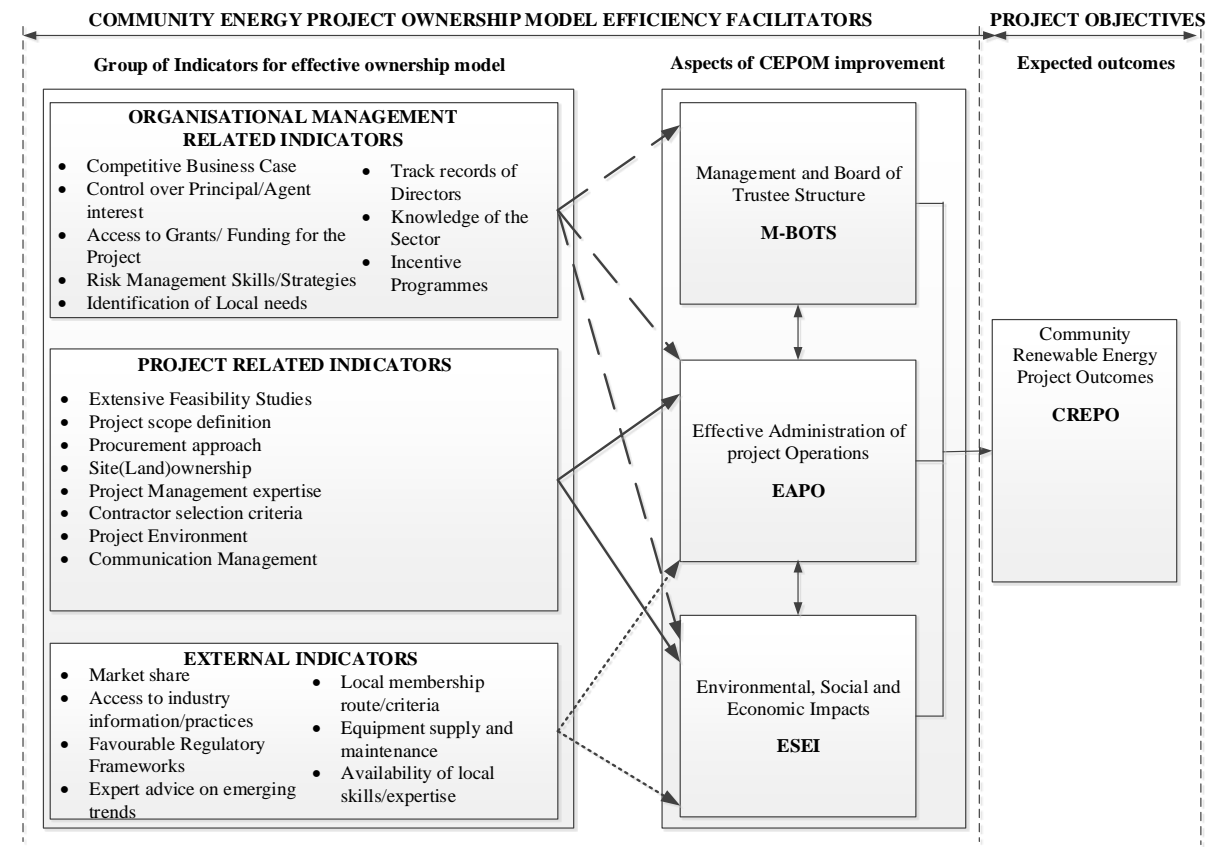 COMMUNITY ENERGY PROJECT OWNERSHIP MODEL EFFICIENCY FACILITATORS
PROJECT OBJECTIVES
Group of Indicators for effective ownership model
Aspects of CEPOM improvement
Expected outcomes
ORGANISATIONAL MANAGEMENT
RELATED INDICATORS
• Competitive Business Case
• Control over Principal/Agent
interest
• Access to Grants/ Funding for the
Project
• Risk Management Skills/Strategies
• Identification of Local needs
• Track records of
Directors
• Knowledge of the
Sector
• Incentive
Programmes
PROJECT RELATED INDICATORS
• Extensive Feasibility Studies
• Project scope definition
• Procurement approach
• Site(Land)ownership
• Project Management expertise
• Contractor selection criteria
• Project Environment
• Communication Management
EXTERNAL INDICATORS
• Market share
• Access to industry
information/practices
• Favourable Regulatory
Frameworks
• Expert advice on emerging
trends
• Local membership
route/criteria
• Equipment supply and
maintenance
• Availability of local
skills/expertise
Management and Board of
Trustee Structure
M-BOTS
Effective Administration of
project Operations
EAPO
Environmental, Social and
Economic Impacts
ESEI
Community
Renewable Energy
Project Outcomes
CREPO